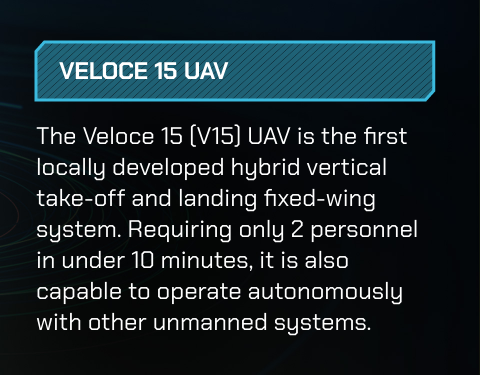 VELOCE 15 UAV
The Veloce 15 (V15) UAV is the first
locally developed hybrid vertical
take-off and landing fixed-wing
system. Requiring only 2 personnel
in under 10 minutes, it is also
capable to operate autonomously
with other unmanned systems.